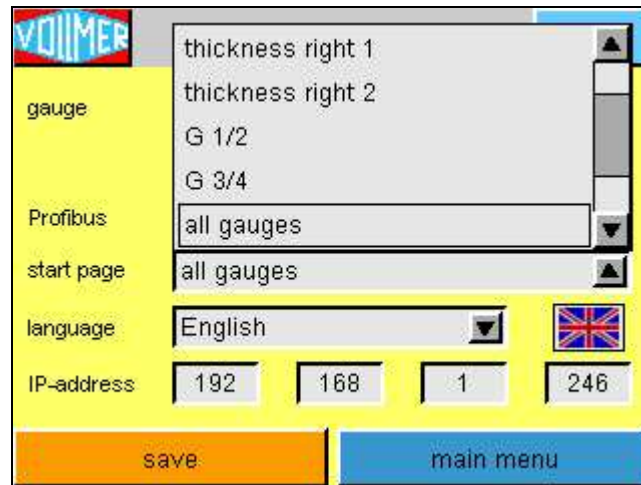 VOLLMER
thickness right 1
thickness right 2
gauge
G 1/2
G 3/4
Profibus
all gauges
start page
all gauges
language
English
IP-address
192
168
1
246
save
main menu